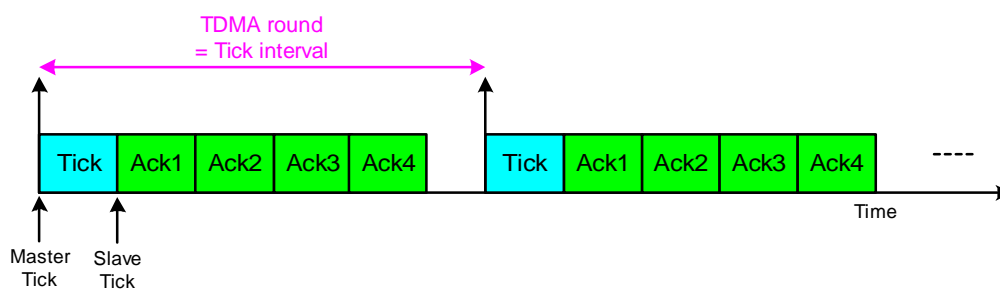 TDMA round
= Tick interval
Tick Ack1 Ack2 Ack3 Ack4 Tick Ack1 Ack2 Ack3 Ack4
Time
Master
Tick
Slave
Tick